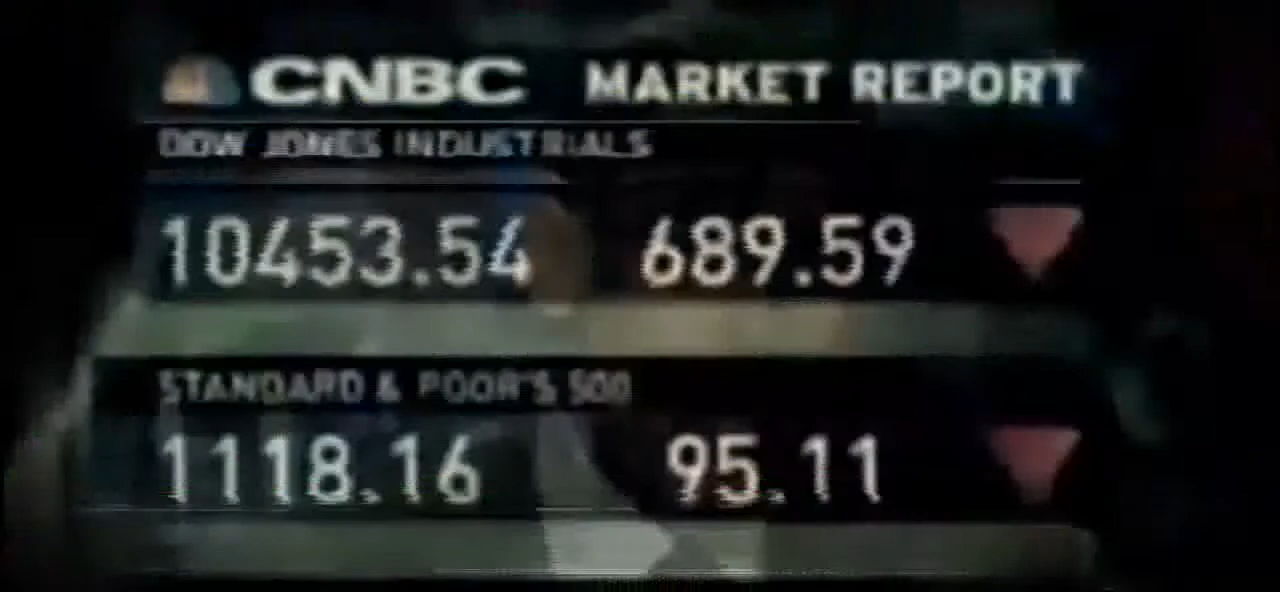 CNBC MARKET REPORT
DOW JONES INDUSTRIALS
10453.54 689.59
STANDARD & POOR'S 500
1118.16 95.11